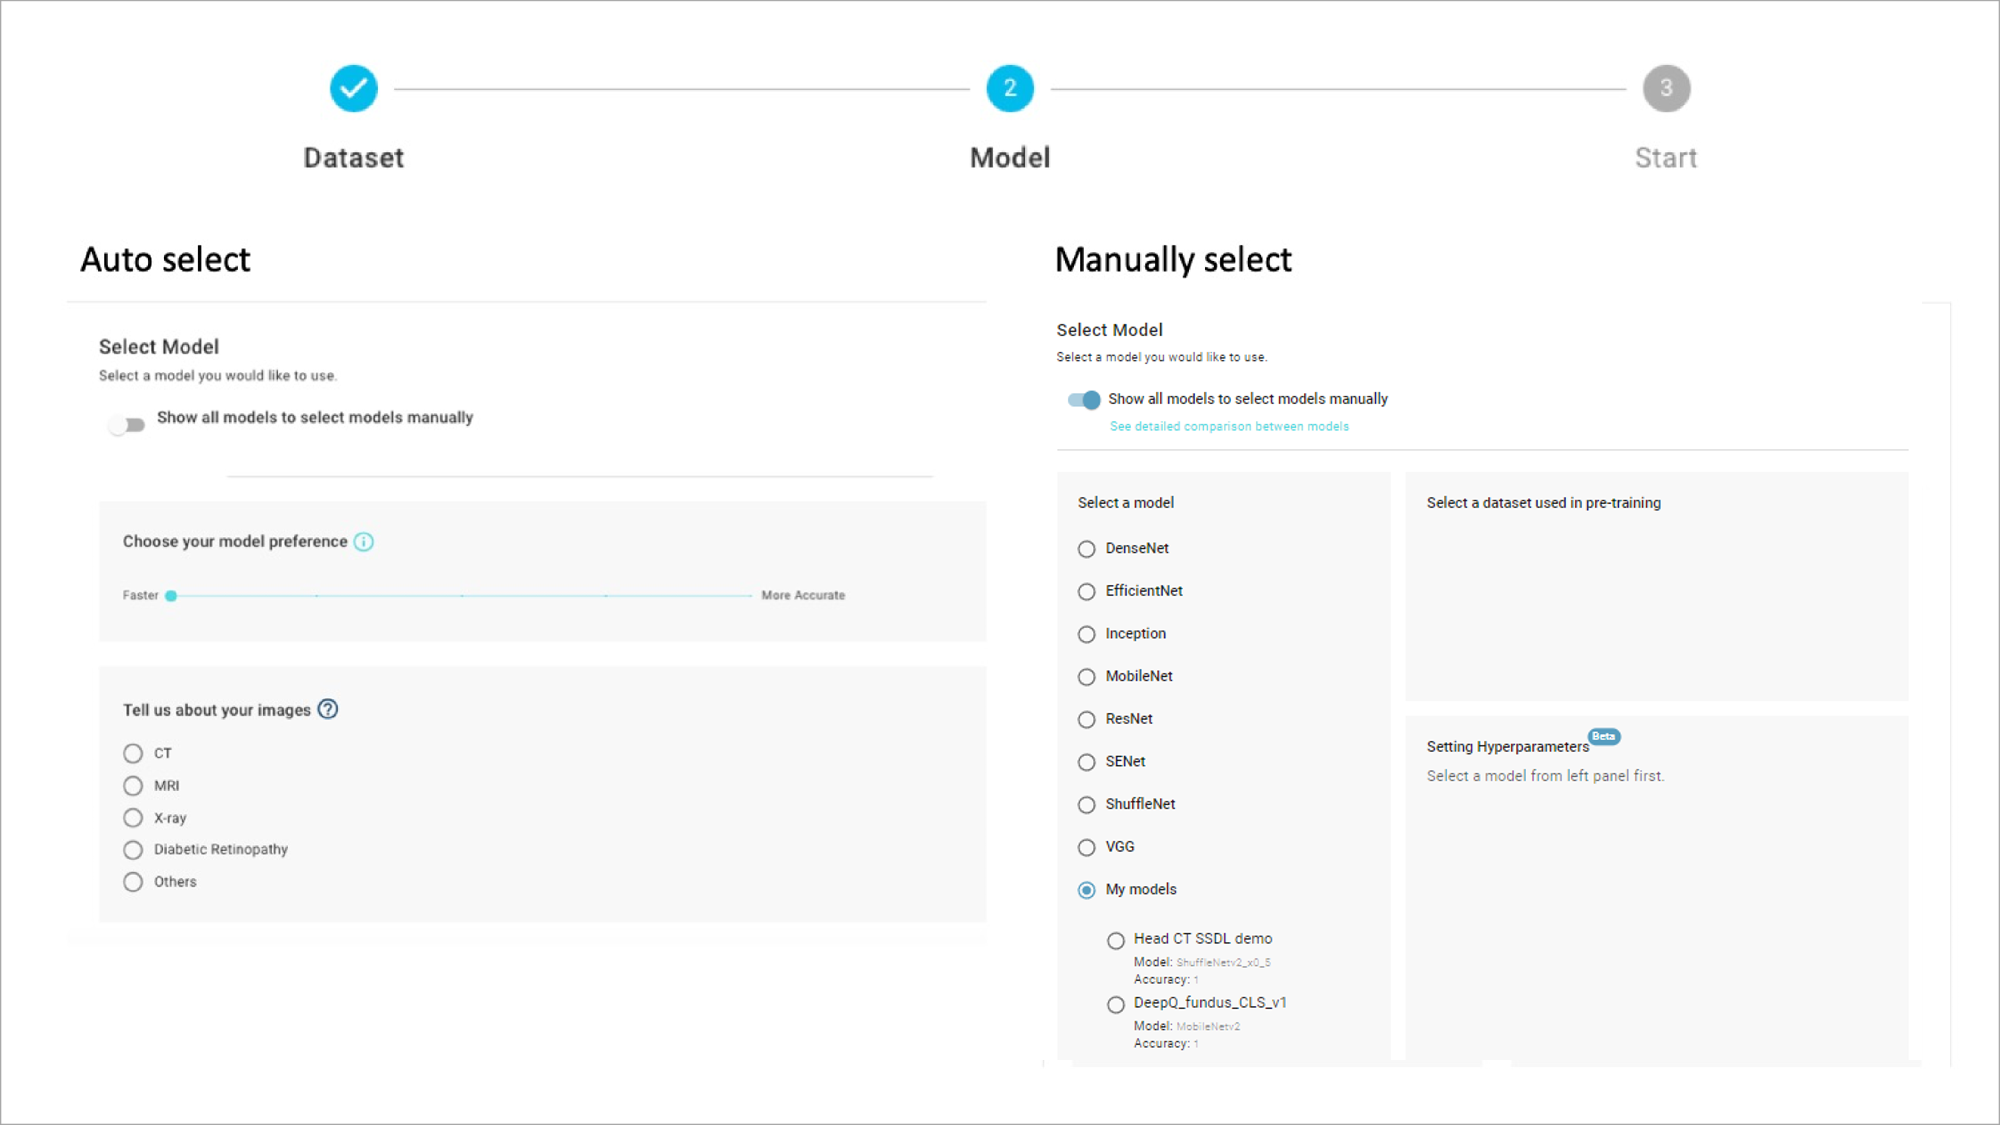 2
3
Dataset
Model
Start
Auto select
Select Model
Select a model you would like to use.
Show all models to select models manually
Choose your model preference
Faster
More Accurate
Tell us about your images
CT
MRI
X-ray
Diabetic Retinopathy
Others
Manually select
Select Model
Select a model you would like to use.
Show all models to select models manually
See detailed comparison between models
Select a model
DenseNet
EfficientNet
Inception
MobileNet
ResNet
SENet
ShuffleNet
VGG
My models
Head CT SSDL demo
Model: ShuffleNetv2_x0_5
Accuracy: 1
DeepQ_fundus_CLS_v1
Model: MobileNetv2
Accuracy: 1
Select a dataset used in pre-training
Setting Hyperparameters Beta
Select a model from left panel first.